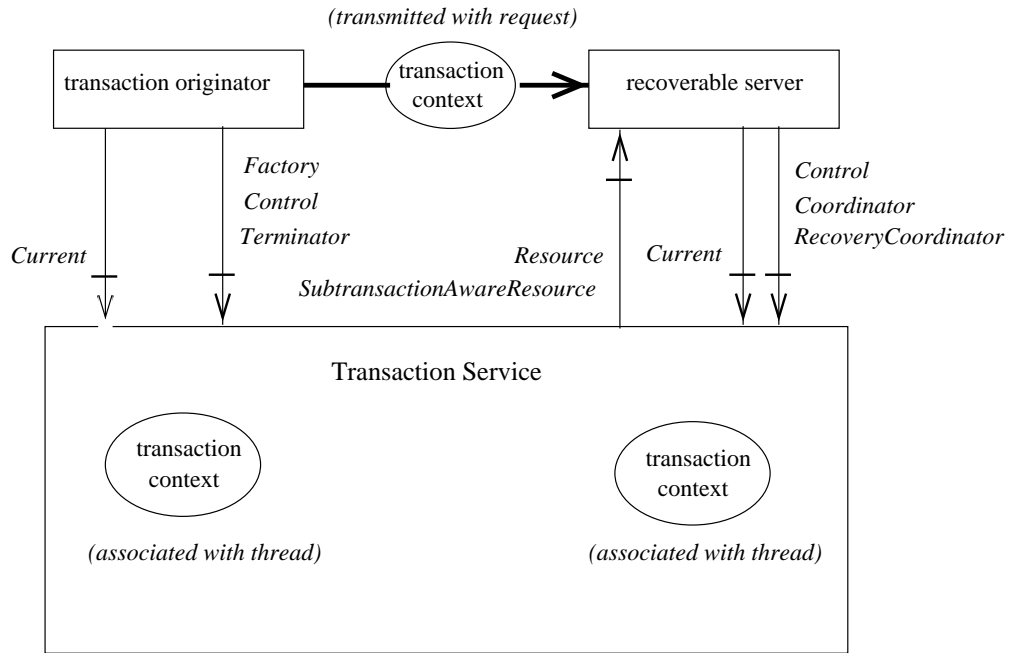 (transmitted with request)
transaction originator
transaction
context
recoverable server
Factory
Control
Terminator
Current
Resource
SubtransactionAwareResource
Current
Control
Coordinator
RecoveryCoordinator
Transaction Service
transaction
context
(associated with thread)
transaction
context
(associated with thread)